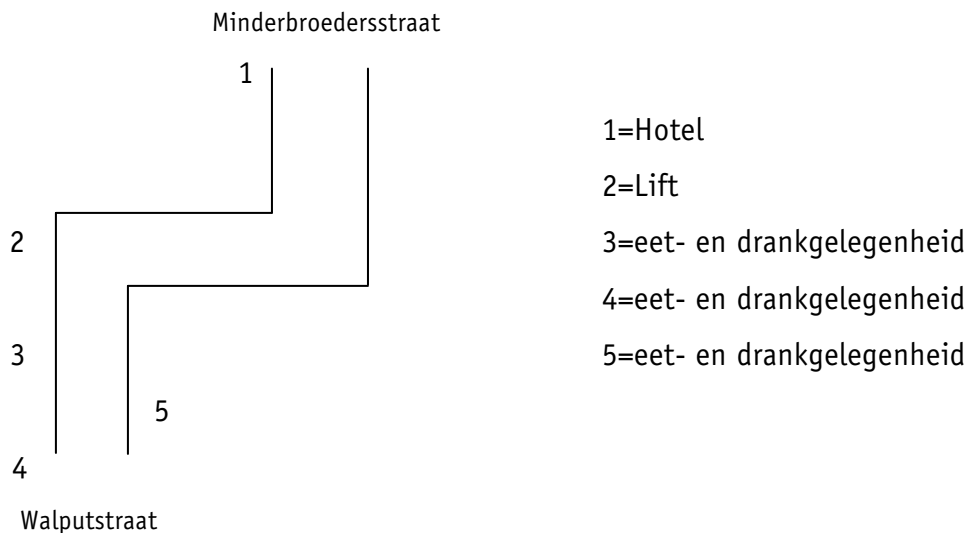 Minderbroedersstraat
1
1=Hotel
2=Lift
2
3=eet- en drankgelegenheid
4=eet- en drankgelegenheid
3
5=eet- en drankgelegenheid
5
4
Walputstraat